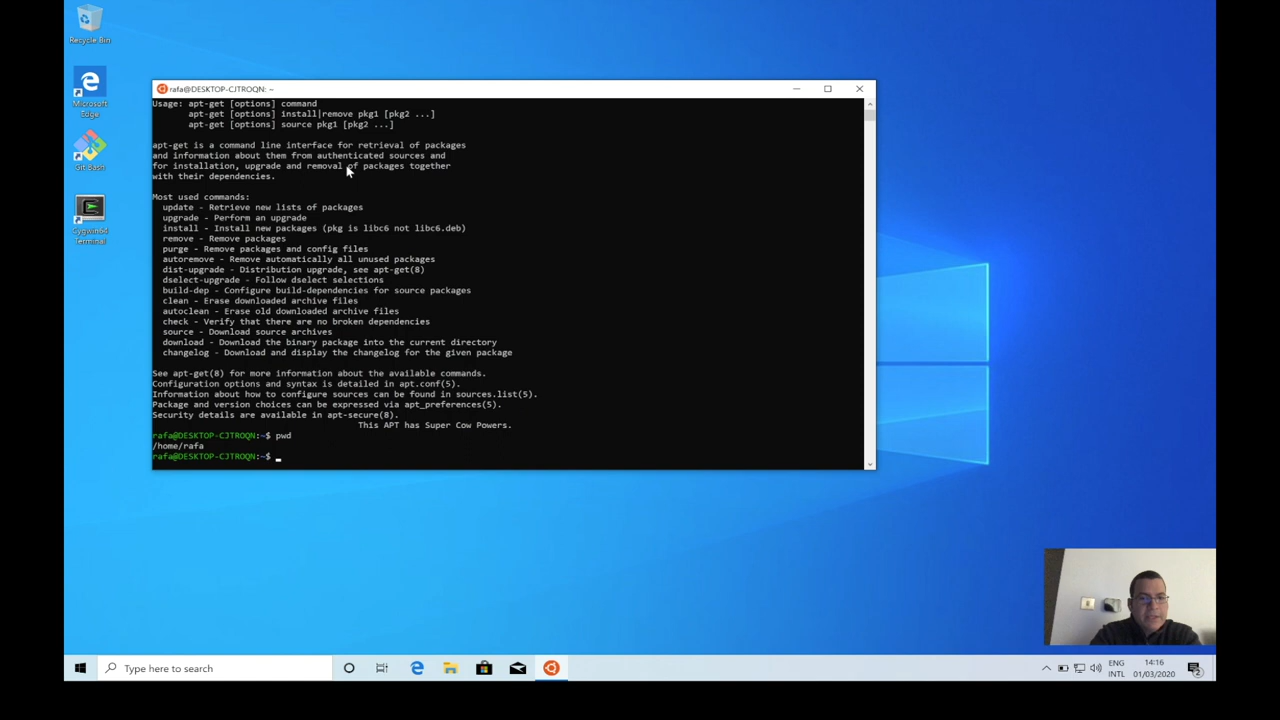 Recycle Bin
Microsoft
Edge
Git Bash
Cygwin64
Terminal
rafa@DESKTOP-CJTROQN: ~
Usage: apt-get [options] command
apt-get [options] install|remove pkg1 [pkg2 ...]
apt-get [options] source pkg1 [pkg2 ...]
apt-get is a command line interface for retrieval of packages
and information about them from authenticated sources and
for installation, upgrade and removal of packages together
with their dependencies.
Most used commands:
update - Retrieve new lists of packages
upgrade - Perform an upgrade
install - Install new packages (pkg is libc6 not libc6.deb)
remove - Remove packages
purge - Remove packages and config files
autoremove - Remove automatically all unused packages
dist-upgrade - Distribution upgrade, see apt-get(8)
dselect-upgrade - Follow dselect selections
build-dep - Configure build-dependencies for source packages
clean - Erase downloaded archive files
autoclean - Erase old downloaded archive files
check - Verify that there are no broken dependencies
source - Download source archives
download - Download the binary package into the current directory
changelog - Download and display the changelog for the given package
See apt-get(8) for more information about the available commands.
Configuration options and syntax is detailed in apt.conf(5).
Information about how to configure sources can be found in sources.list(5).
Package and version choices can be expressed via apt_preferences(5).
Security details are available in apt-secure(8).
This APT has Super Cow Powers.
rafa@DESKTOP-CJTROQN:~$ pwd
/home/rafa
rafa@DESKTOP-CJTROQN:~$
Type here to search
ENG
INTL
14:16
01/03/2020
2